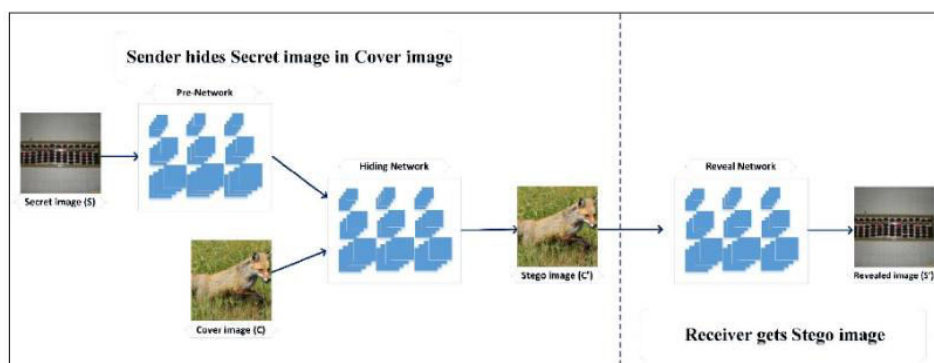 Sender hides Secret image in Cover image
Pre-Network
Secret image (S)
Hiding Network
Cover image (C)
Stego image (C')
Reveal Network
Revealed image (S')
Receiver gets Stego image